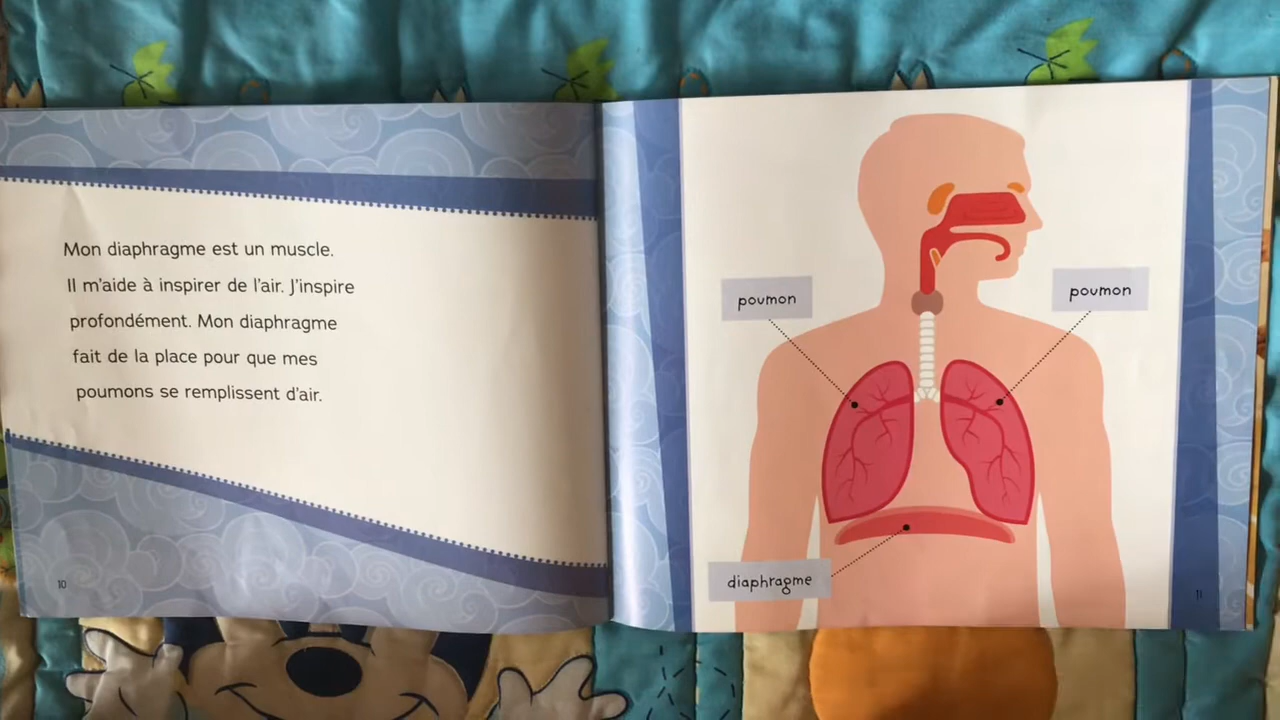 Mon diaphragme est un muscle.
Il m'aide à inspirer de l'air. J'inspire
profondément. Mon diaphragme
fait de la place pour que mes
poumons se remplissent d'air.
10
poumon
poumon
diaphragme
11